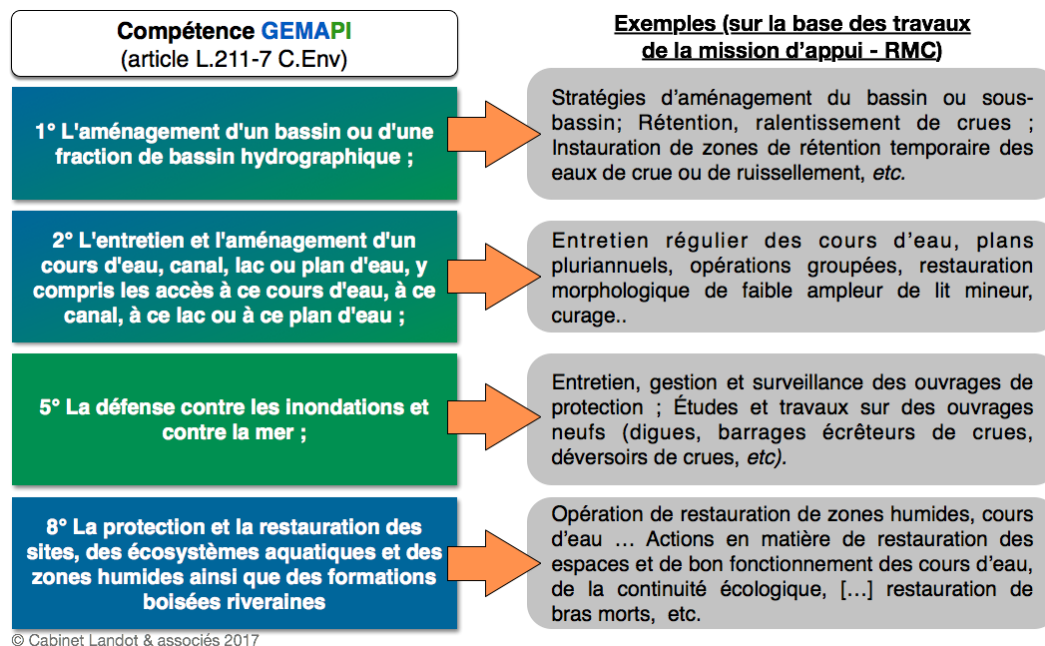 Compétence GEMAPI
(article L.211-7 C.Env)
Exemples (sur la base des travaux
de la mission d'appui - RMC)
1° L'aménagement d'un bassin ou d'une
fraction de bassin hydrographique ;
Stratégies d'aménagement du bassin ou sous-
bassin; Rétention, ralentissement de crues ;
Instauration de zones de rétention temporaire des
eaux de crue ou de ruissellement, etc.
2° L'entretien et l'aménagement d'un
cours d'eau, canal, lac ou plan d'eau, y
compris les accès à ce cours d'eau, à ce
canal, à ce lac ou à ce plan d'eau ;
Entretien régulier des cours d'eau, plans
pluriannuels, opérations groupées, restauration
morphologique de faible ampleur de lit mineur,
curage..
5° La défense contre les inondations et
contre la mer ;
Entretien, gestion et surveillance des ouvrages de
protection ; Études et travaux sur des ouvrages
neufs (digues, barrages écrêteurs de crues,
déversoirs de crues, etc).
8° La protection et la restauration des
sites, des écosystèmes aquatiques et des
zones humides ainsi que des formations
boisées riveraines
Opération de restauration de zones humides, cours
d'eau … Actions en matière de restauration des
espaces et de bon fonctionnement des cours d'eau,
de la continuité écologique, […] restauration de
bras morts, etc.
© Cabinet Landot & associés 2017